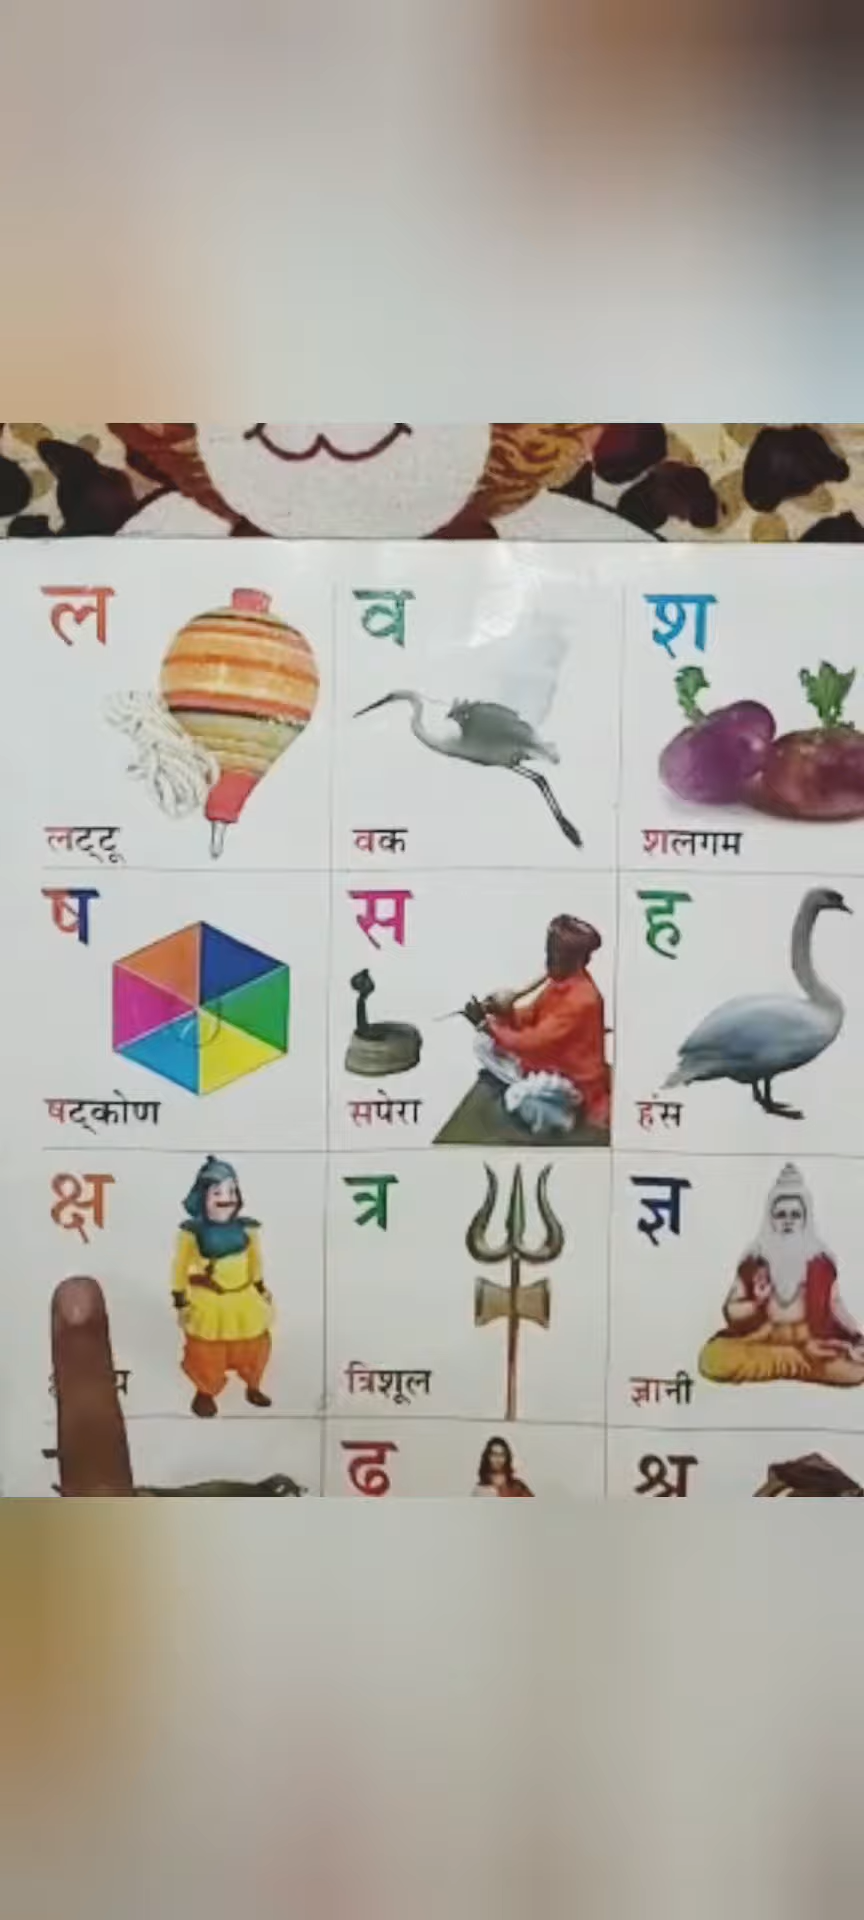 ल व श
लट्टू वक शलगम
ष स ह
षट्कोण सपेरा हंस
क्ष त्र ज्ञ
त्रिशूल ज्ञानी
ढ श्र